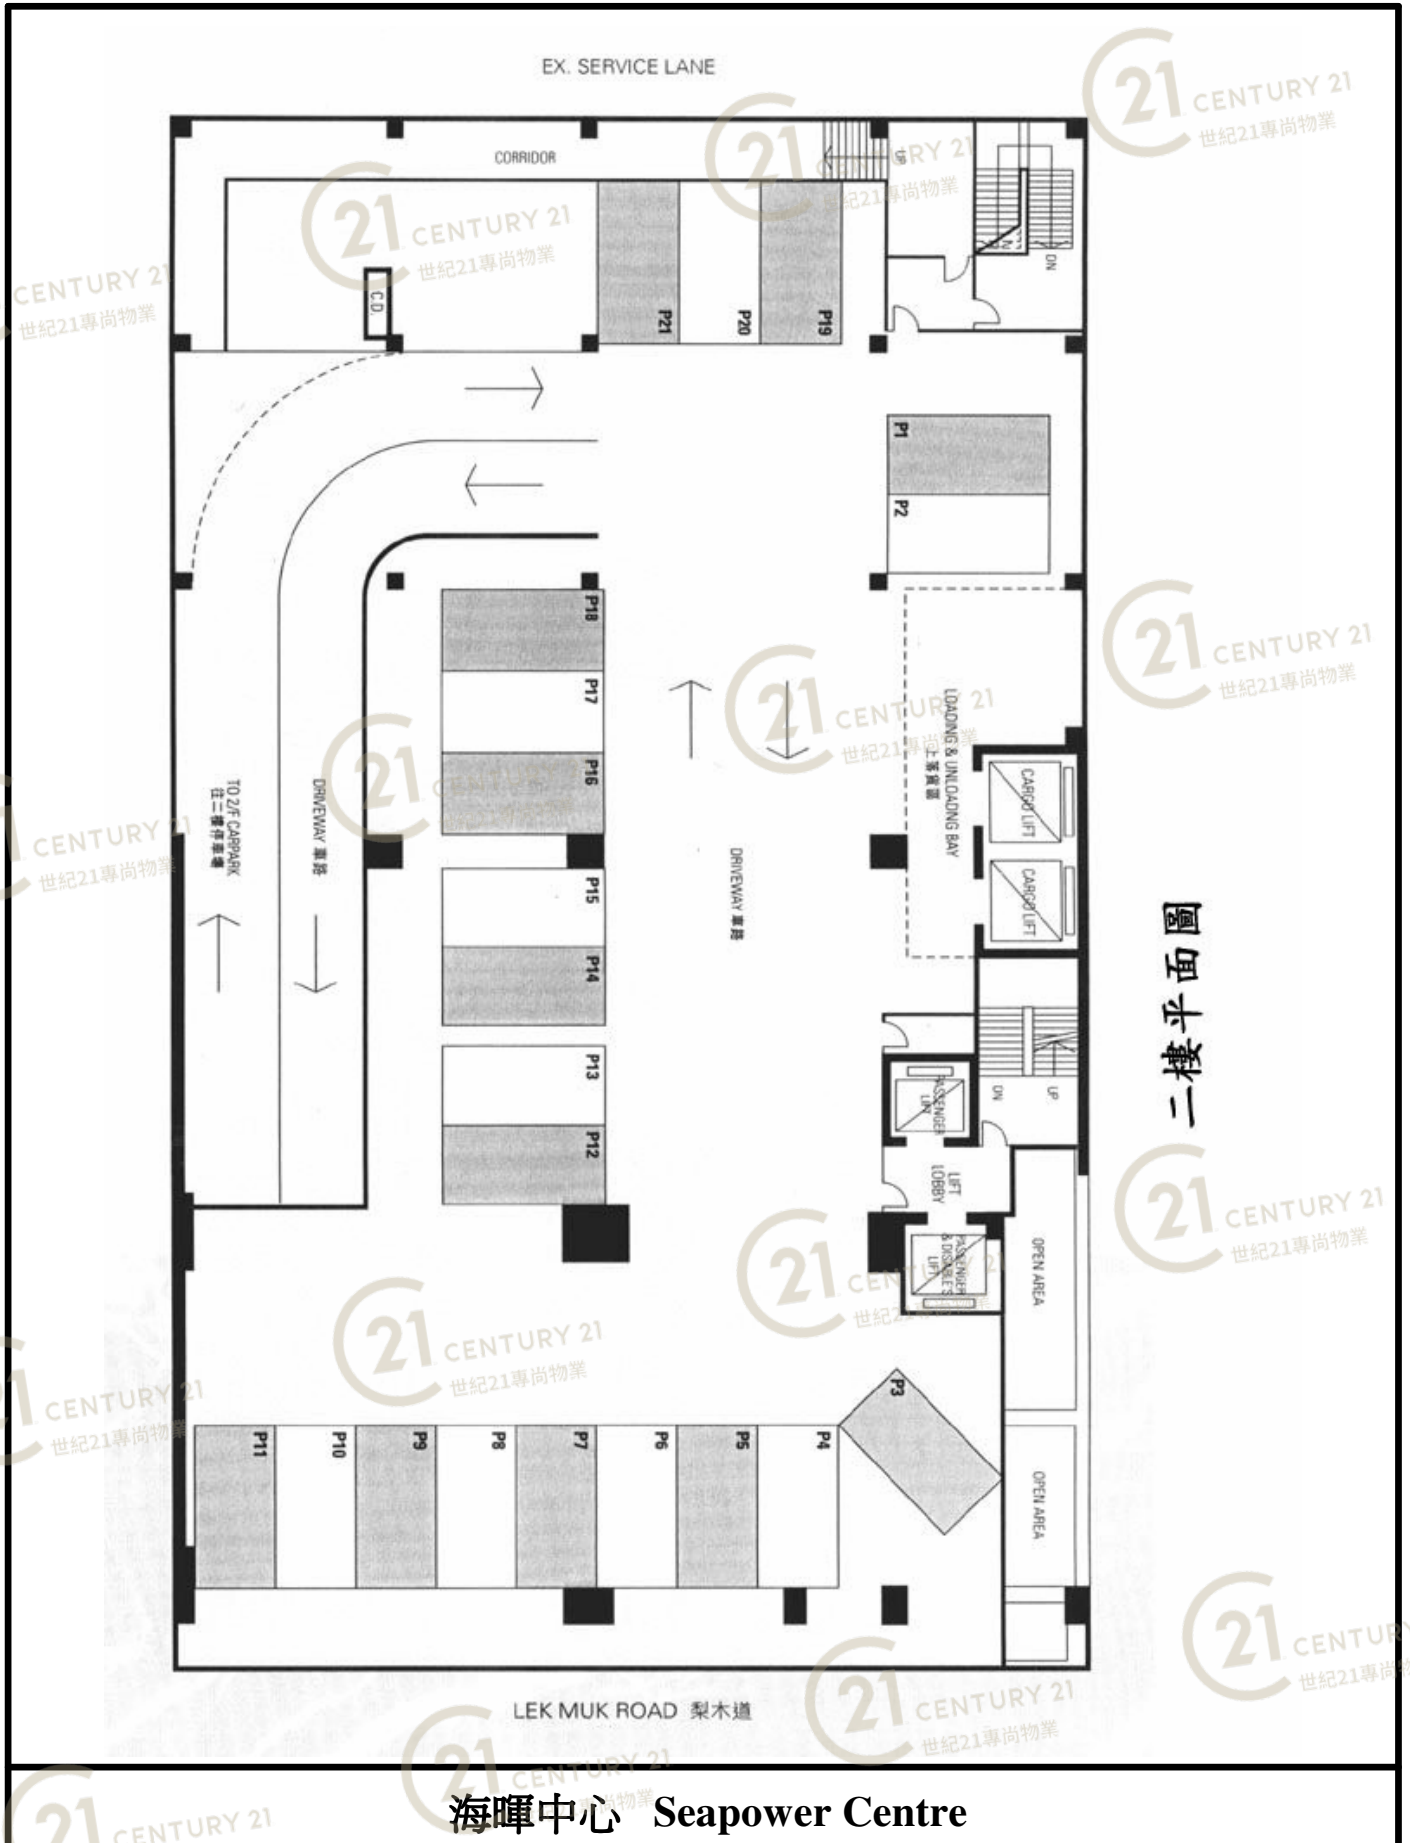 EX. SERVICE LANE
CORRIDOR
UP
DN
C.D.
P21
P20
P19
P1
P2
P18
P17
P16
P15
P14
P13
P12
LOADING & UNLOADNG BAY
上落貨區
CARGO LIFT
CARGO LIFT
TO 2/F CARPARK
往二樓停車場
DRIVEWAY 車路
DRIVEWAY 車路
二樓平面圖
PASSENGER
LIFT
DN
UP
LIFT
LOBBY
PASSENGER
& DISABLE'S
LIFT
OPEN AREA
OPEN AREA
P3
P11
P10
P9
P8
P7
P6
P5
P4
LEK MUK ROAD 梨木道
海暉中心 Seapower Centre
21 CENTURY 21
世紀21專尚物業